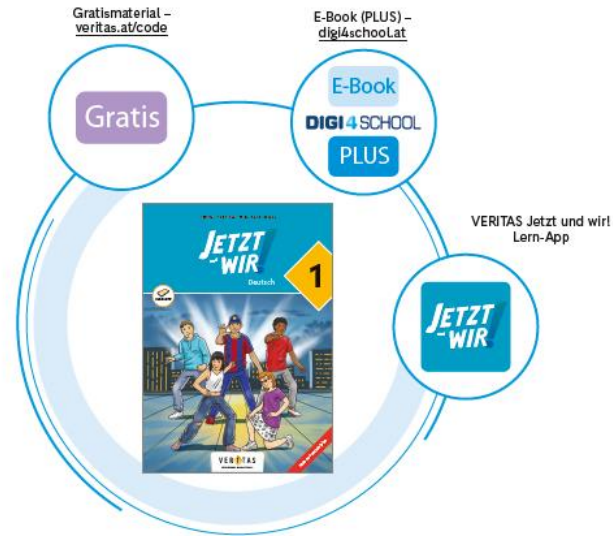 Gratismaterial –
veritas.at/code
E-Book (PLUS) –
digi4school.at
Gratis
E-Book
DIGI4SCHOOL
PLUS
VERITAS Jetzt und wir!
Lern-App
JETZT
-WIR!
Deutsch
1
VERITAS
JETZT
-WIR!